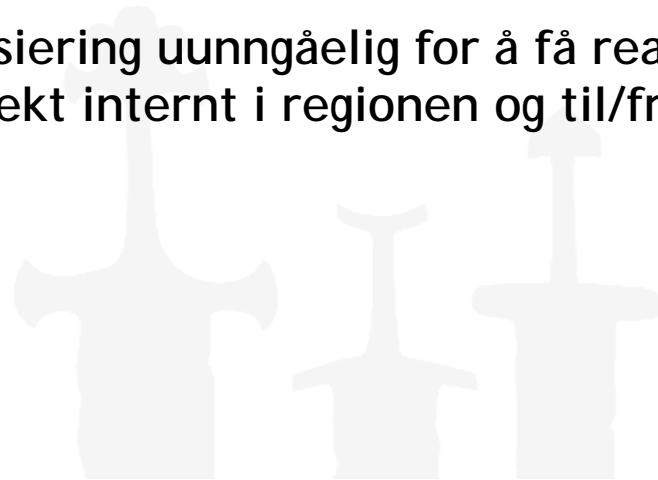 siering uunngåelig for å få rea
ekt internt i regionen og til/fr